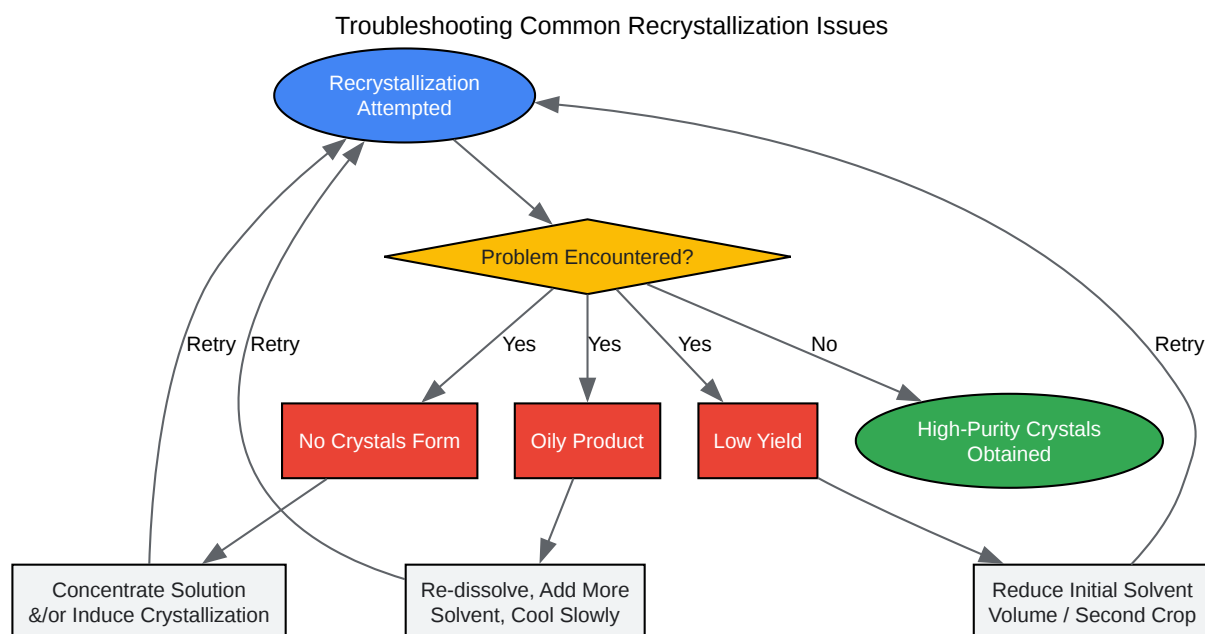 Troubleshooting Common Recrystallization Issues
Recrystallization
Attempted
Problem Encountered?
Retry
Retry
Yes
Yes
Yes
No
Retry
No Crystals Form
Oily Product
Low Yield
High-Purity Crystals
Obtained
Concentrate Solution
&/or Induce Crystallization
Re-dissolve, Add More
Solvent, Cool Slowly
Reduce Initial Solvent
Volume / Second Crop